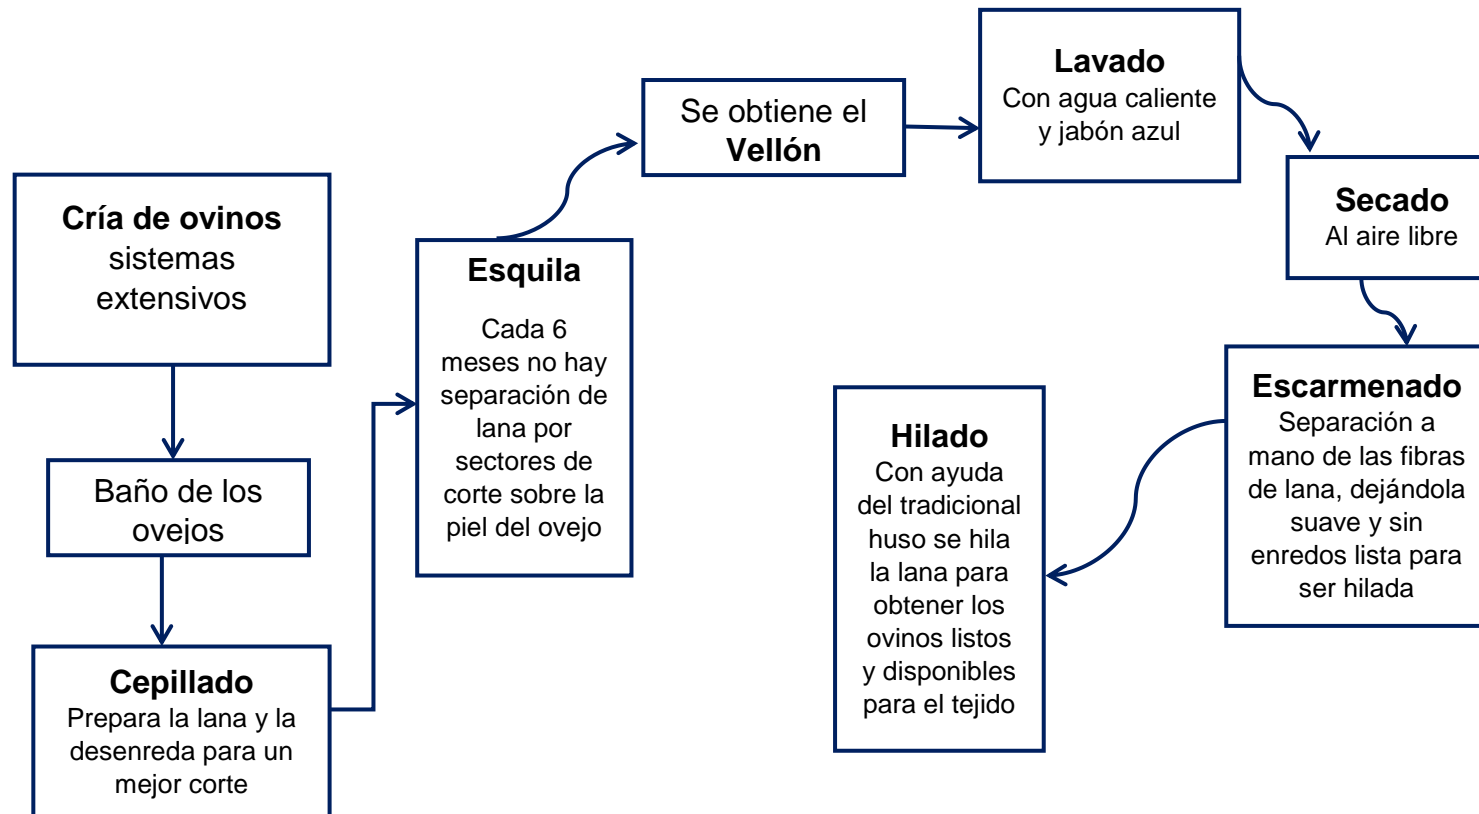 Cría de ovinos
sistemas
extensivos
Baño de los
ovejos
Cepillado
Prepara la lana y la
desenreda para un
mejor corte
Esquila
Cada 6
meses no hay
separación de
lana por
sectores de
corte sobre la
piel del ovejo
Se obtiene el
Vellón
Lavado
Con agua caliente
y jabón azul
Secado
Al aire libre
Escarmenado
Separación a
mano de las fibras
de lana, dejándola
suave y sin
enredos lista para
ser hilada
Hilado
Con ayuda
del tradicional
huso se hila
la lana para
obtener los
ovinos listos
y disponibles
para el tejido